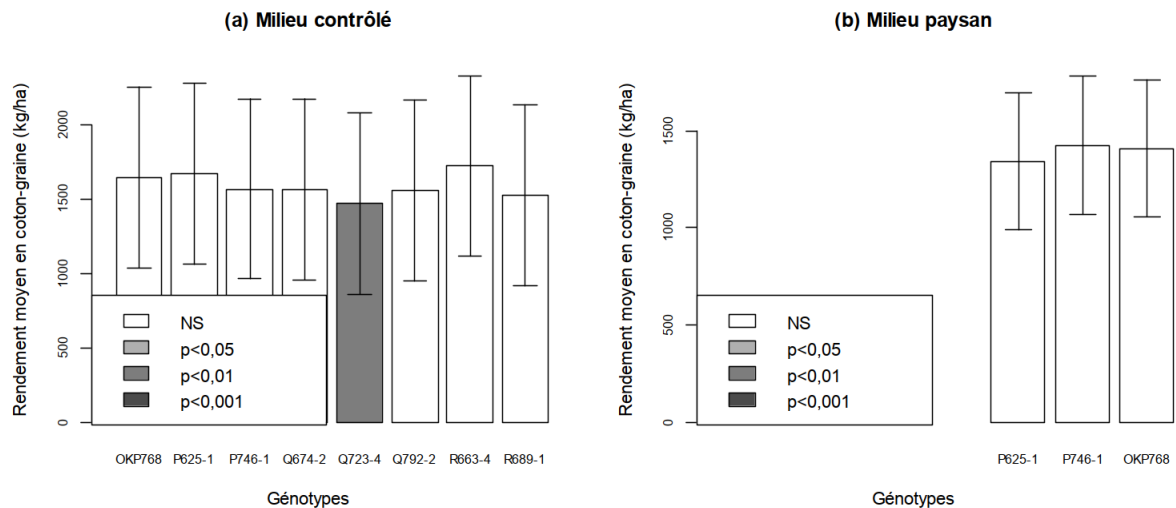 (a) Milieu contrôlé
Rendement moyen en coton-graine (kg/ha)
2000
1500
1000
500
0
NS
p<0,05
p<0,01
p<0,001
OKP768 P625-1 P746-1 Q674-2 Q723-4 Q792-2 R663-4 R689-1
Génotypes
(b) Milieu paysan
Rendement moyen en coton-graine (kg/ha)
1500
1000
500
0
NS
p<0,05
p<0,01
p<0,001
P625-1 P746-1 OKP768
Génotypes